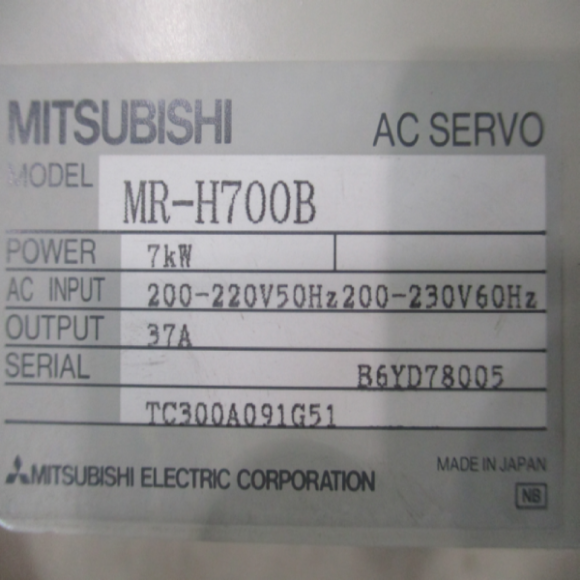 MITSUBISHI AC SERVO
MODEL MR-H700B
POWER 7kW
AC INPUT 200-220V50Hz200-230V60Hz
OUTPUT 37A
SERIAL B6YD78005
TC300A091G51
MITSUBISHI ELECTRIC CORPORATION
MADE IN JAPAN
NB